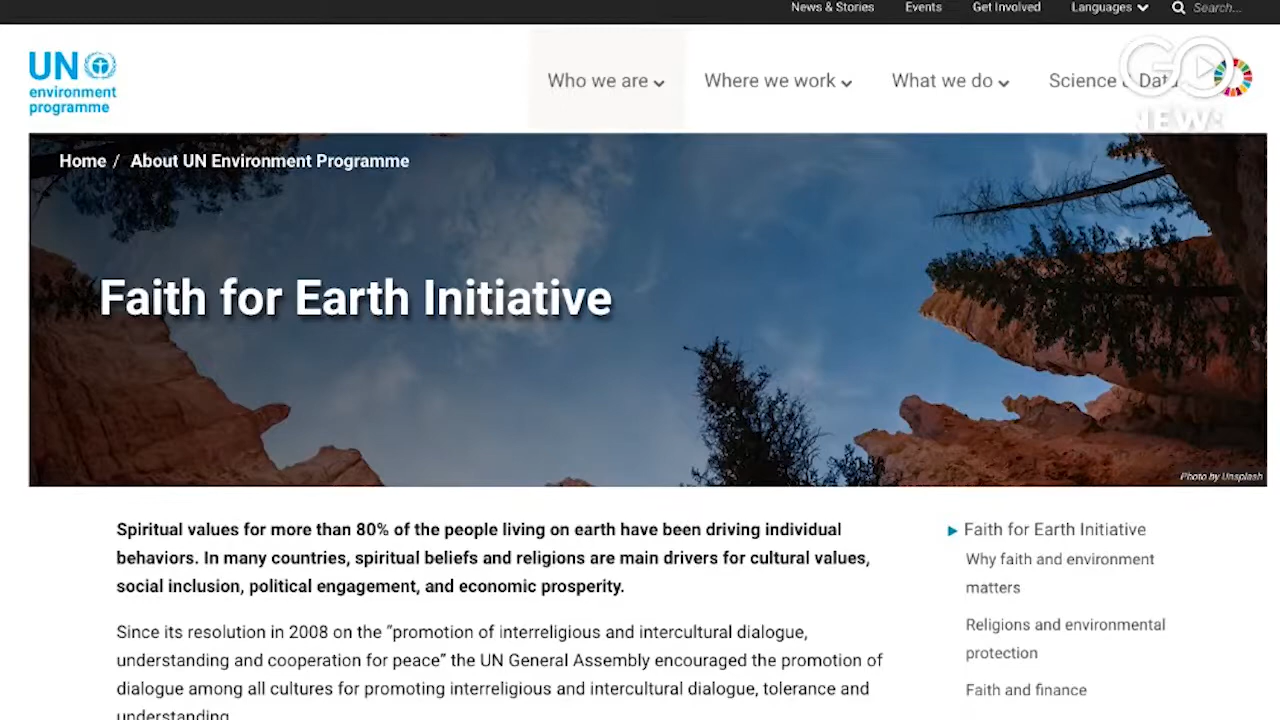 News & Stories Events Get Involved Languages Search...
UN
environment
programme
Who we are Where we work What we do Science & Data
GO
NEWS
Home / About UN Environment Programme
Faith for Earth Initiative
Photo by Unsplash
Spiritual values for more than 80% of the people living on earth have been driving individual
behaviors. In many countries, spiritual beliefs and religions are main drivers for cultural values,
social inclusion, political engagement, and economic prosperity.
Since its resolution in 2008 on the "promotion of interreligious and intercultural dialogue,
understanding and cooperation for peace" the UN General Assembly encouraged the promotion of
dialogue among all cultures for promoting interreligious and intercultural dialogue, tolerance and
understanding.
Faith for Earth Initiative
Why faith and environment
matters
Religions and environmental
protection
Faith and finance